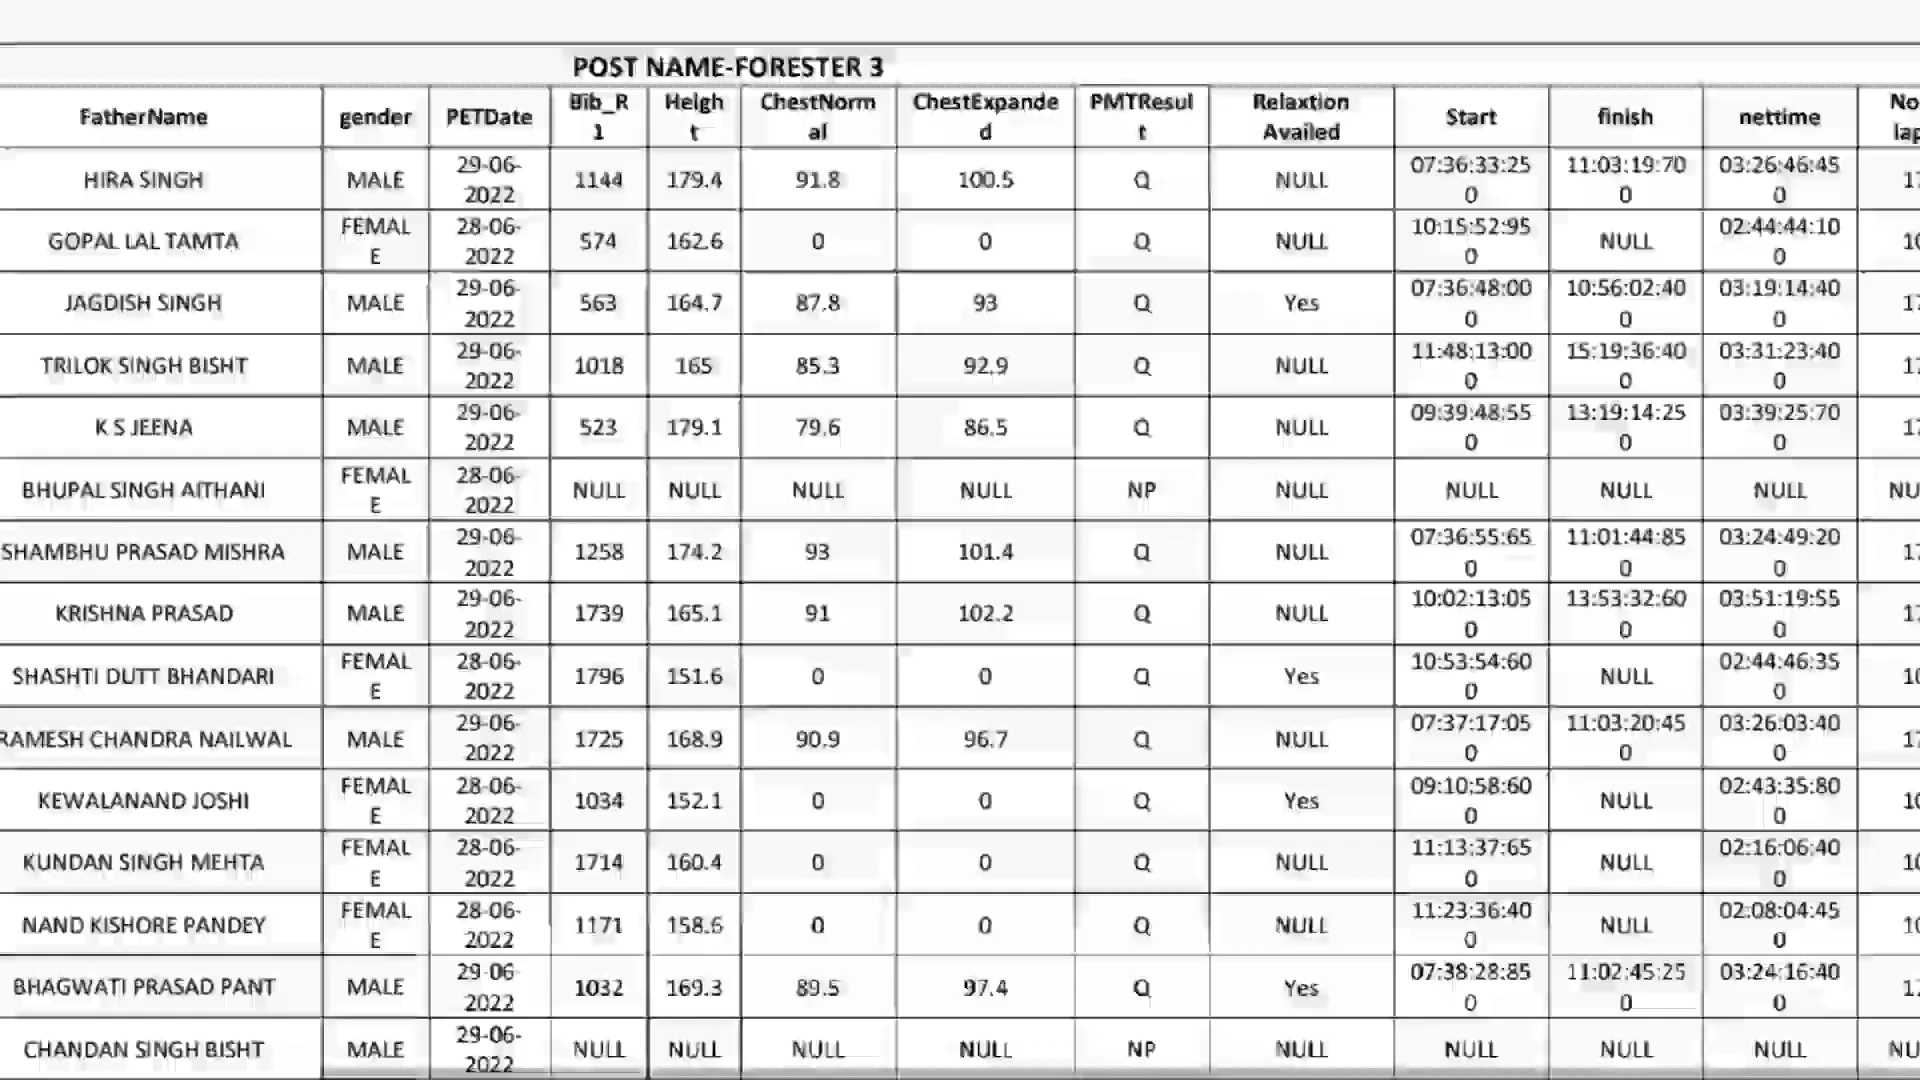 POST NAME-FORESTER 3
FatherName gender PETDate Bib_R1 Height ChestNormal ChestExpanded PMTResult Relaxtion Availed Start finish nettime No lap
HIRA SINGH MALE 29-06-2022 1144 179.4 91.8 100.5 Q NULL 07:36:33:250 11:03:19:700 03:26:46:450 17
GOPAL LAL TAMTA FEMALE 28-06-2022 574 162.6 0 0 Q NULL 10:15:52:950 NULL 02:44:44:100 10
JAGDISH SINGH MALE 29-06-2022 563 164.7 87.8 93 Q Yes 07:36:48:000 10:56:02:400 03:19:14:400 17
TRILOK SINGH BISHT MALE 29-06-2022 1018 165 85.3 92.9 Q NULL 11:48:13:000 15:19:36:400 03:31:23:400 17
K S JEENA MALE 29-06-2022 523 179.1 79.6 86.5 Q NULL 09:39:48:550 13:19:14:250 03:39:25:700 17
BHUPAL SINGH AITHANI FEMALE 28-06-2022 NULL NULL NULL NULL NP NULL NULL NULL NULL NU
SHAMBHU PRASAD MISHRA MALE 29-06-2022 1258 174.2 93 101.4 Q NULL 07:36:55:650 11:01:44:850 03:24:49:200 17
KRISHNA PRASAD MALE 29-06-2022 1739 165.1 91 102.2 Q NULL 10:02:13:050 13:53:32:600 03:51:19:550 17
SHASHTI DUTT BHANDARI FEMALE 28-06-2022 1796 151.6 0 0 Q Yes 10:53:54:600 NULL 02:44:46:350 10
RAMESH CHANDRA NAILWAL MALE 29-06-2022 1725 168.9 90.9 96.7 Q NULL 07:37:17:050 11:03:20:450 03:26:03:400 17
KEWALANAND JOSHI FEMALE 28-06-2022 1034 152.1 0 0 Q Yes 09:10:58:600 NULL 02:43:35:800 10
KUNDAN SINGH MEHTA FEMALE 28-06-2022 1714 160.4 0 0 Q NULL 11:13:37:650 NULL 02:16:06:400 10
NAND KISHORE PANDEY FEMALE 28-06-2022 1171 158.6 0 0 Q NULL 11:23:36:400 NULL 02:08:04:450 10
BHAGWATI PRASAD PANT MALE 29-06-2022 1032 169.3 89.5 97.4 Q Yes 07:38:28:850 11:02:45:250 03:24:16:400 17
CHANDAN SINGH BISHT MALE 29-06-2022 NULL NULL NULL NULL NP NULL NULL NULL NULL NU